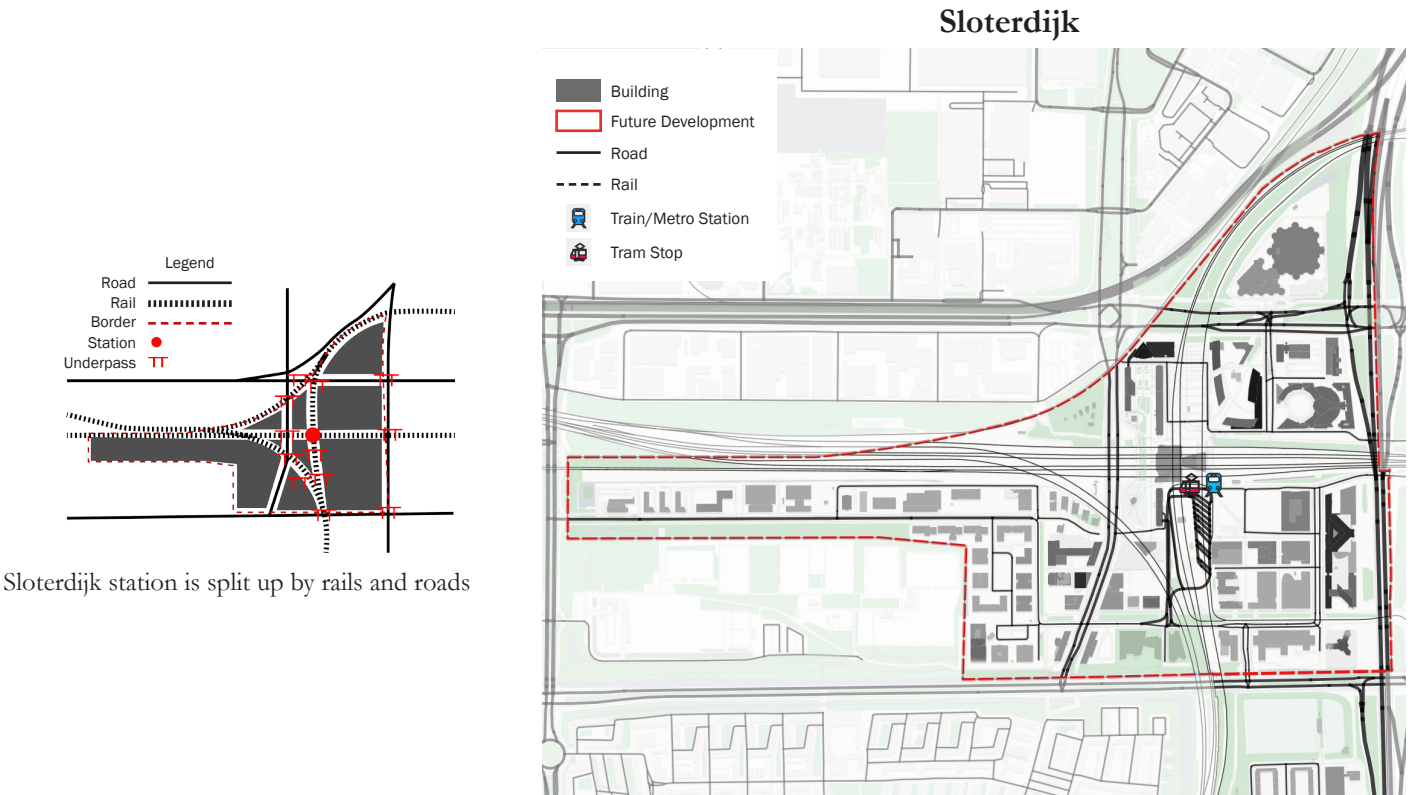 Sloterdijk
Building
Future Development
Road
Rail
Train/Metro Station
Tram Stop
Legend
Road
Rail
Border
Station
Underpass
Sloterdijk station is split up by rails and roads